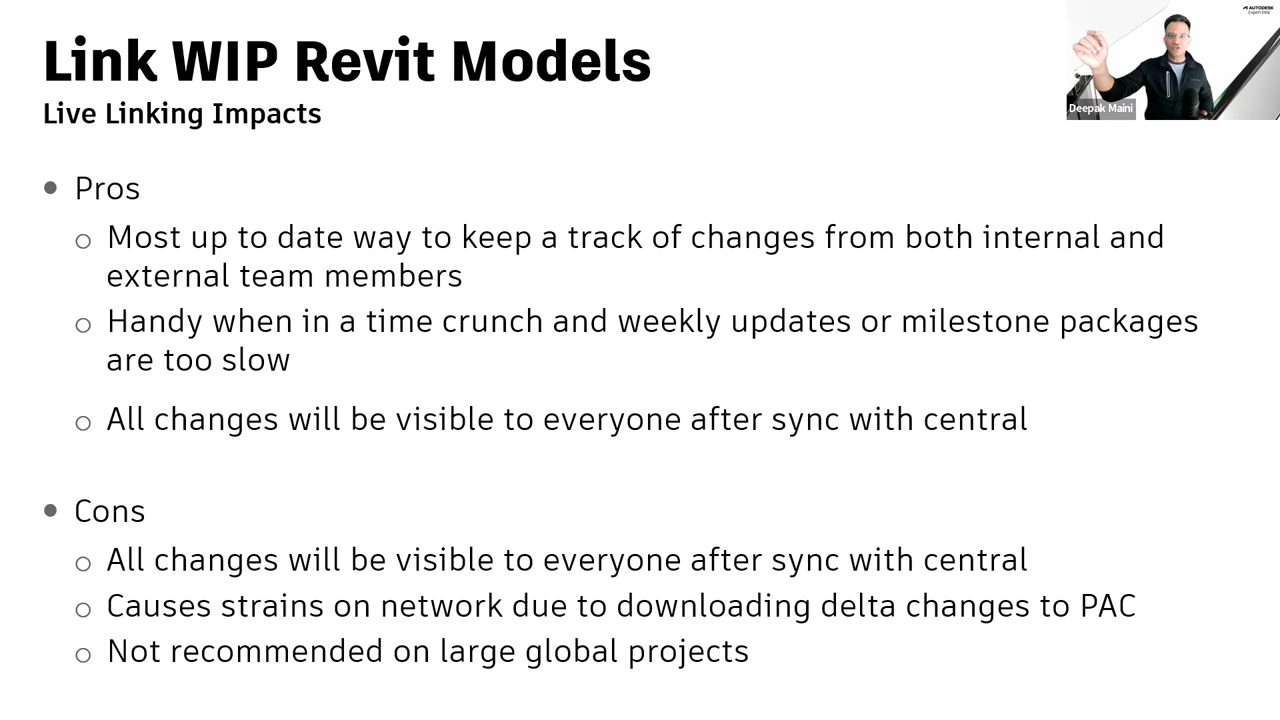 Link WIP Revit Models
Live Linking Impacts
AUTODESK
Expert Elite
Deepak Maini
Pros
Most up to date way to keep a track of changes from both internal and
external team members
Handy when in a time crunch and weekly updates or milestone packages
are too slow
All changes will be visible to everyone after sync with central
Cons
All changes will be visible to everyone after sync with central
Causes strains on network due to downloading delta changes to PAC
Not recommended on large global projects